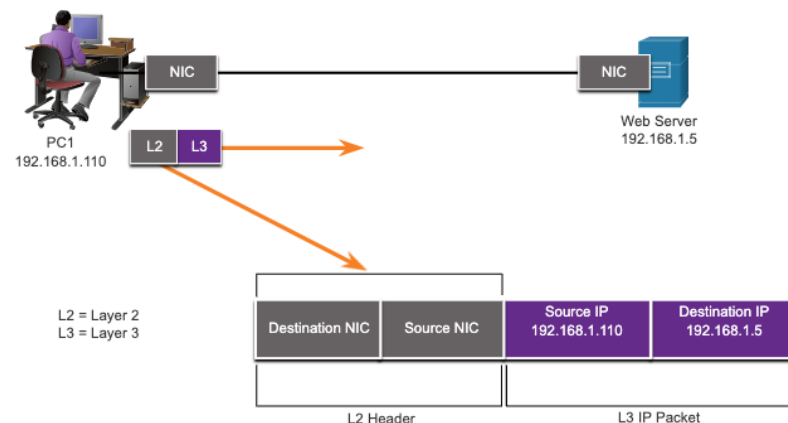 NIC
NIC
PC1
192.168.1.110
Web Server
192.168.1.5
L2 L3
L2 = Layer 2
L3 = Layer 3
Destination NIC
Source NIC
Source IP
192.168.1.110
Destination IP
192.168.1.5
L2 Header
L3 IP Packet